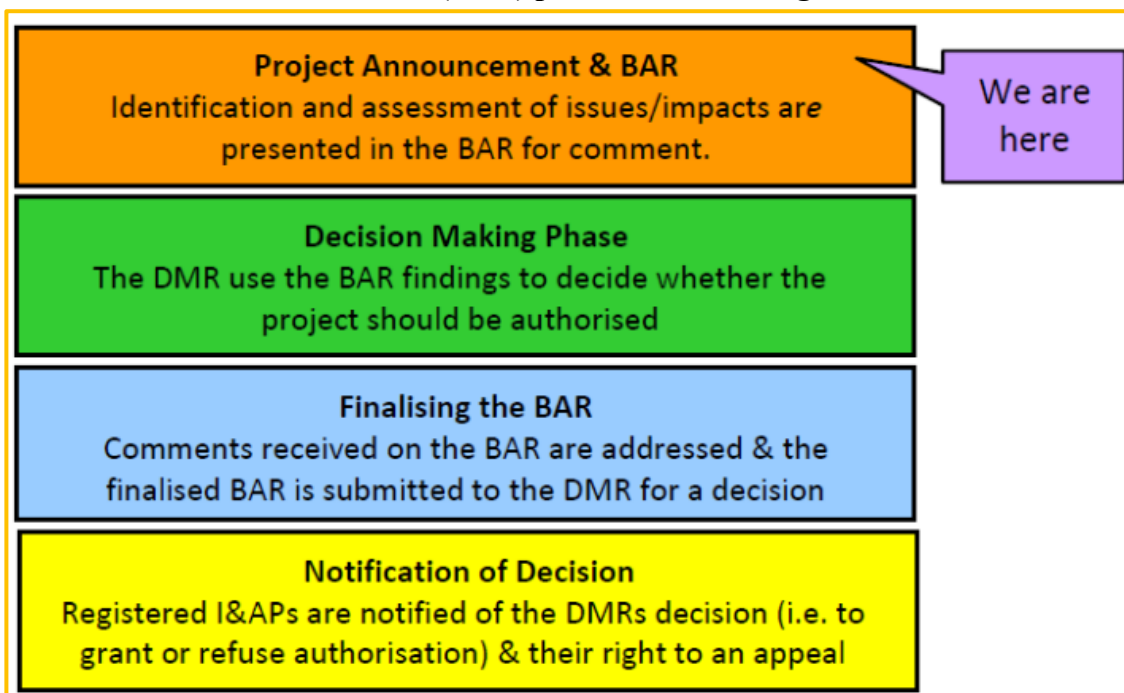 Project Announcement & BAR
Identification and assessment of issues/impacts are
presented in the BAR for comment.
We are
here
Decision Making Phase
The DMR use the BAR findings to decide whether the
project should be authorised
Finalising the BAR
Comments received on the BAR are addressed & the
finalised BAR is submitted to the DMR for a decision
Notification of Decision
Registered I&APs are notified of the DMRs decision (i.e. to
grant or refuse authorisation) & their right to an appeal